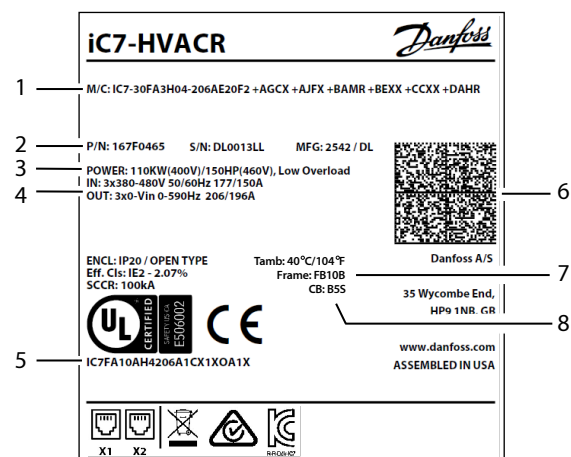 iC7-HVACR
Danfoss
1
M/C: IC7-30FA3H04-206AE20F2 +AGCX +AJFX +BAMR +BEXX +CCXX +DAHR
2
P/N: 167F0465 S/N: DL0013LL MFG: 2542 / DL
3
POWER: 110KW(400V)/150HP(460V), Low Overload
IN: 3x380-480V 50/60Hz 177/150A
4
OUT: 3x0-Vin 0-590Hz 206/196A
6
ENCL: IP20 / OPEN TYPE Tamb: 40°C/104°F Danfoss A/S
Eff. Cls: IE2 - 2.07% Frame: FB10B
7
SCCR: 100kA CB: B5S
35 Wycombe End,
HP9 1NB, GB
8
UL CERTIFIED SAFETY US-CA E506002 CE
www.danfoss.com
5
IC7FA10AH4206A1CX1XOA1X ASSEMBLED IN USA
X1 X2